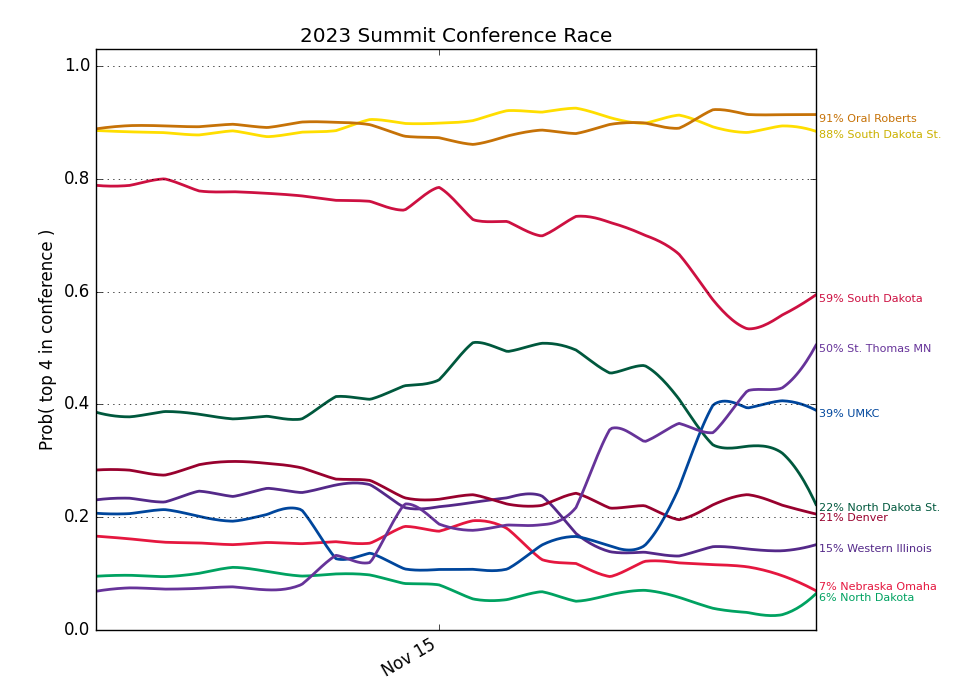 2023 Summit Conference Race
Prob( top 4 in conference )
1.0
0.8
0.6
0.4
0.2
0.0
Nov 15
91% Oral Roberts
88% South Dakota St.
59% South Dakota
50% St. Thomas MN
39% UMKC
22% North Dakota St.
21% Denver
15% Western Illinois
7% Nebraska Omaha
6% North Dakota